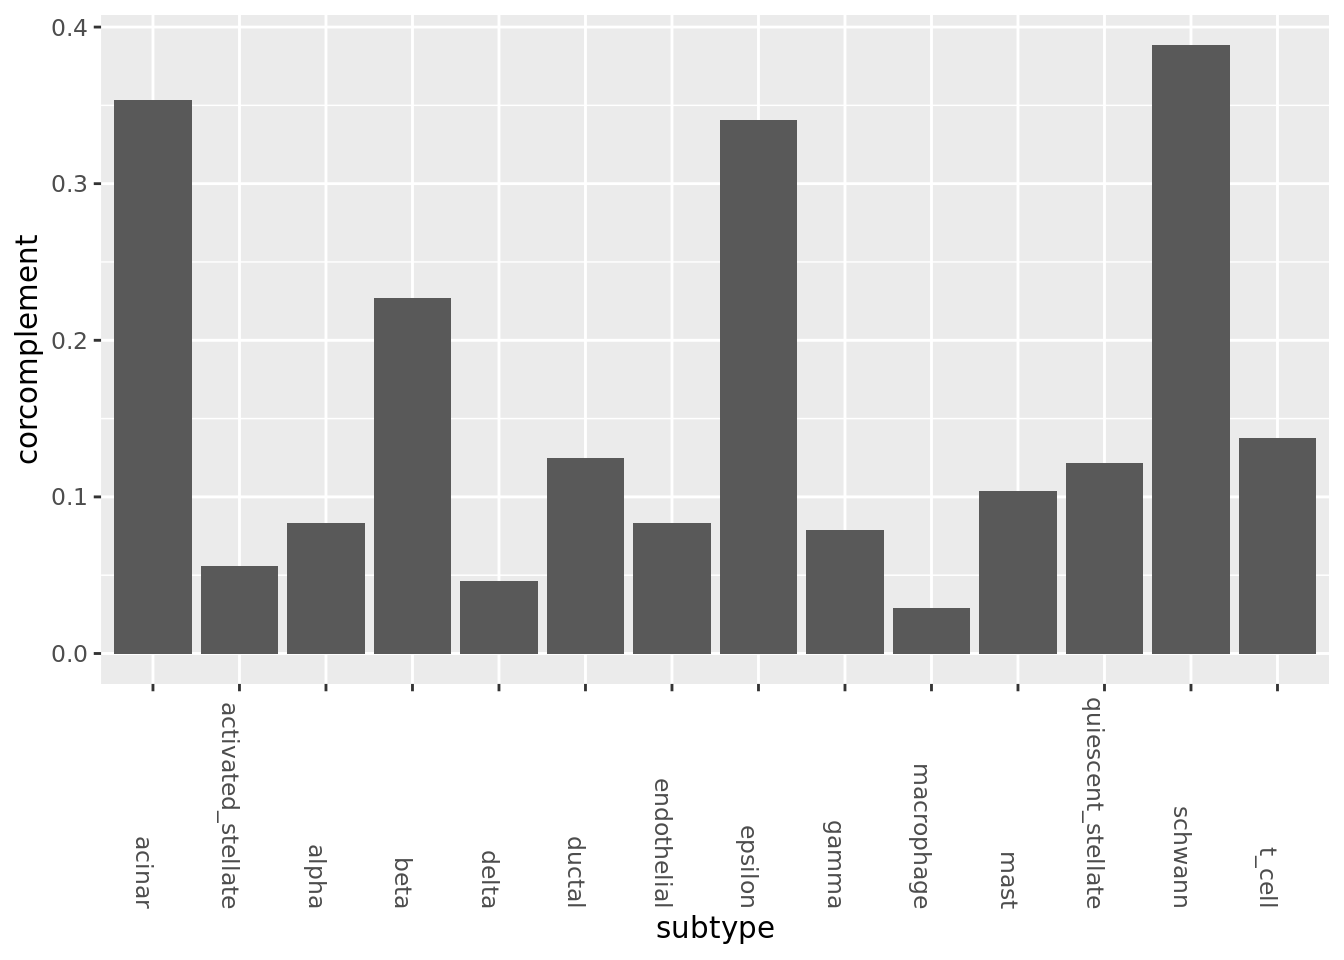 corcomplement
0.4
0.3
0.2
0.1
0.0
acinar
activated_stellate
alpha
beta
delta
ductal
endothelial
epsilon
gamma
macrophage
mast
quiescent_stellate
schwann
t_cell
subtype